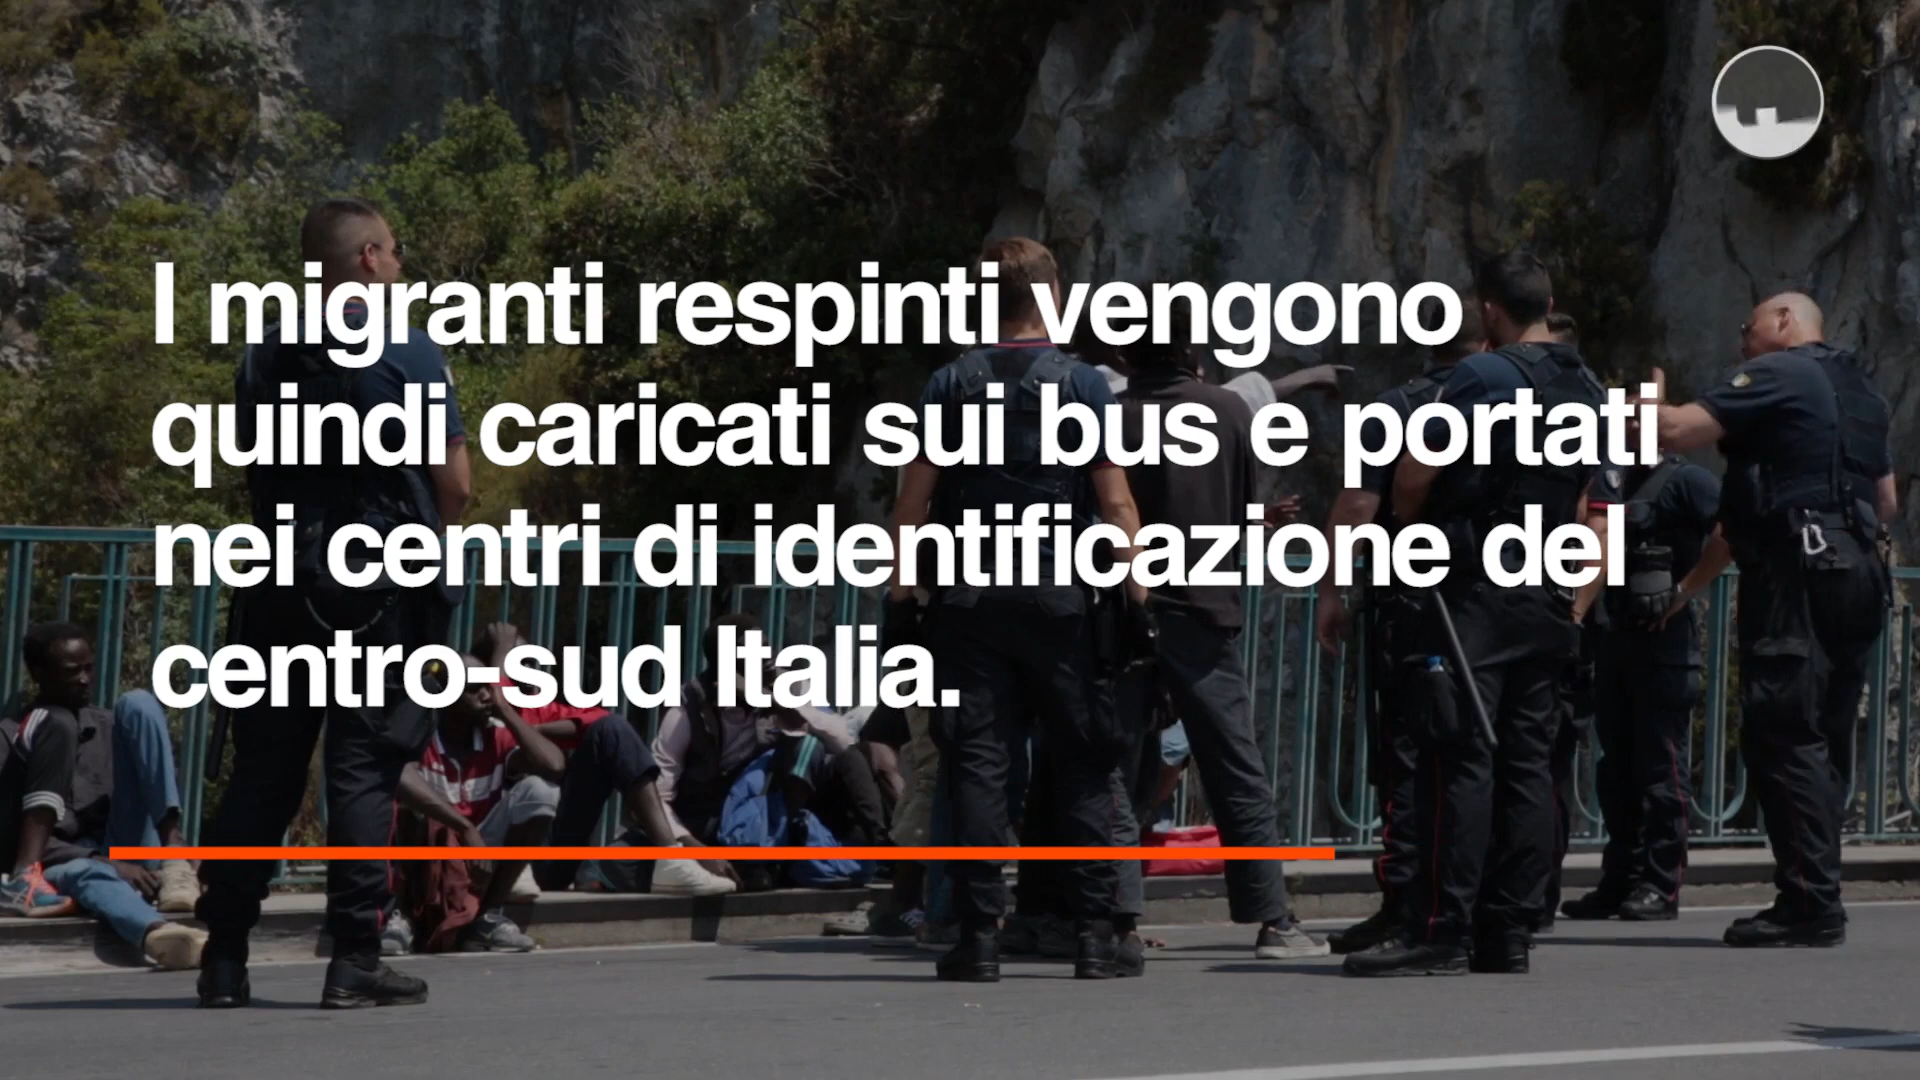 I migranti respinti vengono
quindi caricati sui bus e portati
nei centri di identificazione del
centro-sud Italia.